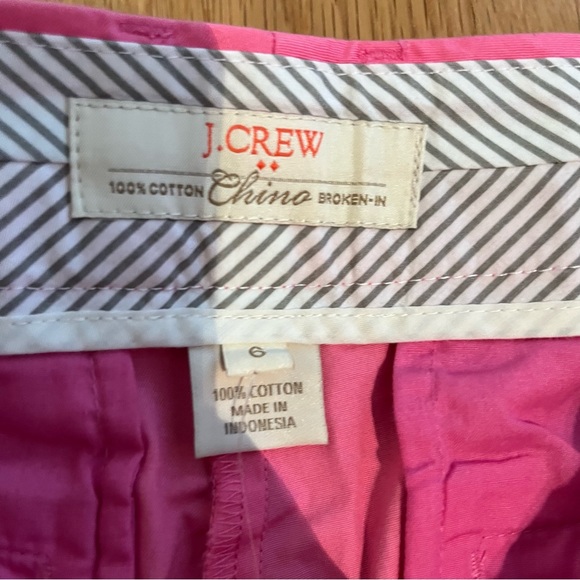 J.CREW
100% COTTON Chino BROKEN-IN
6
100% COTTON
MADE IN
INDONESIA